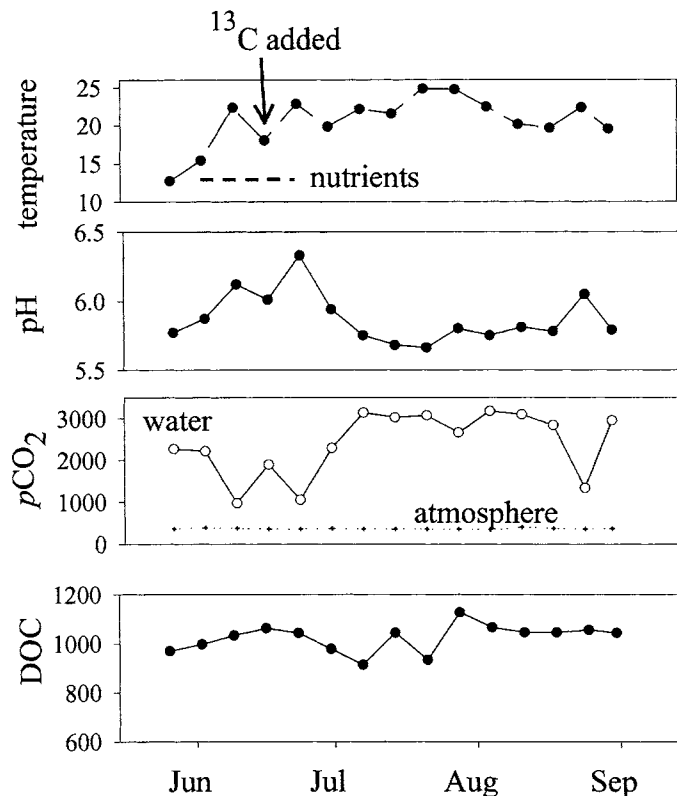 13C added
temperature
25
20
15
10
nutrients
pH
6.5
6.0
5.5
pCO2
3000
2000
1000
0
water
atmosphere
DOC
1200
1000
800
600
Jun Jul Aug Sep